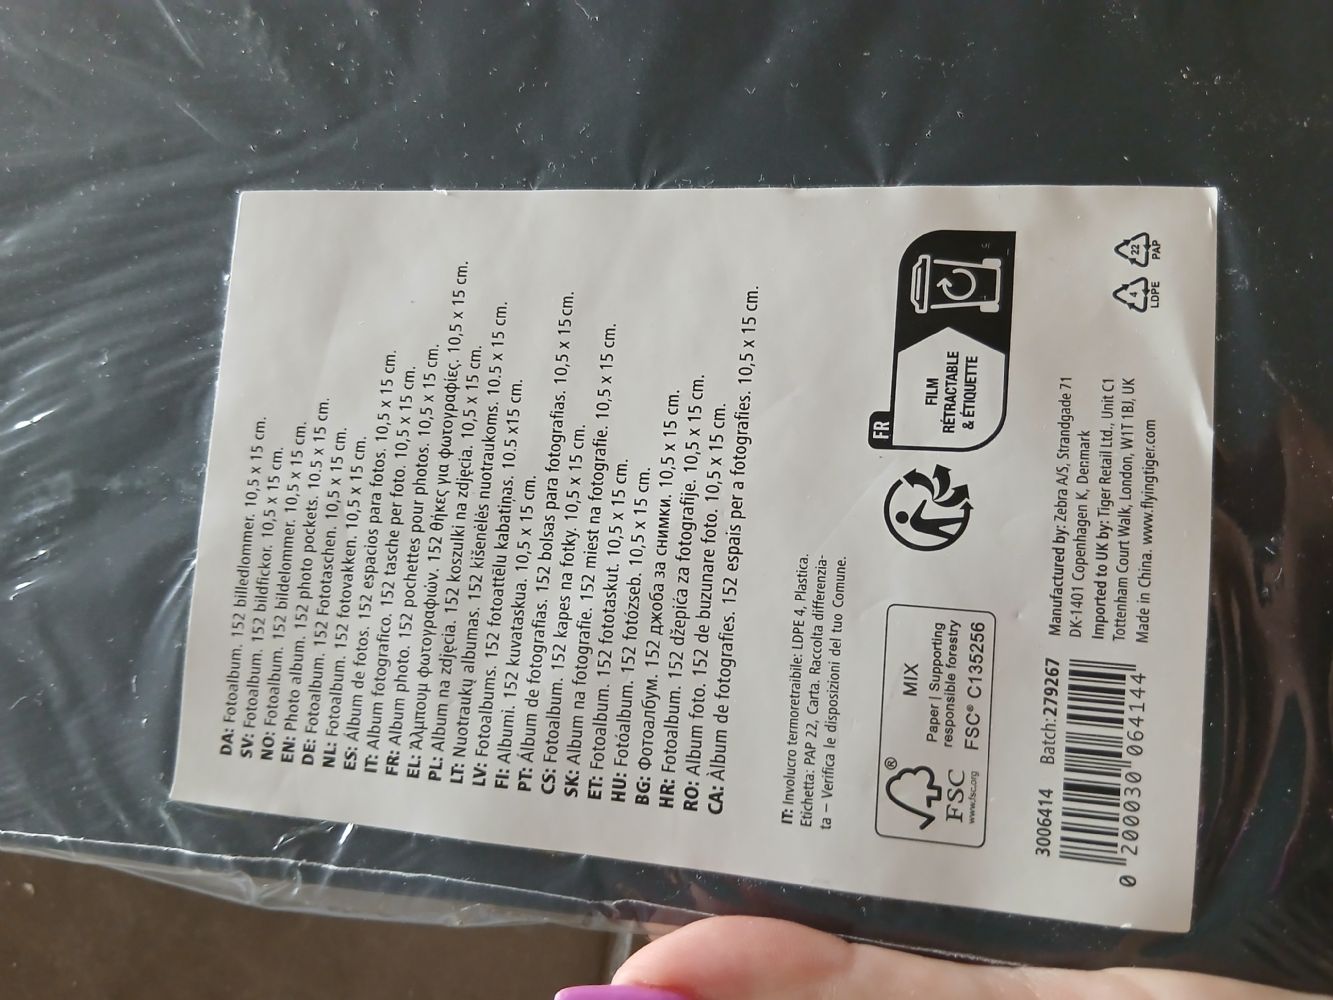 DA: Fotoalbum. 152 billedlommer. 10,5 x 15 cm.
SV: Fotoalbum. 152 bildfickor. 10,5 x 15 cm.
NO: Fotoalbum. 152 bildelommer. 10,5 x 15 cm.
EN: Photo album. 152 photo pockets. 10.5 x 15 cm.
DE: Fotoalbum. 152 Fototaschen. 10,5 x 15 cm.
NL: Fotoalbum. 152 fotovakken. 10,5 x 15 cm.
ES: Álbum de fotos. 152 espacios para fotos. 10,5 x 15 cm.
IT: Album fotografico. 152 tasche per foto. 10,5 x 15 cm.
FR: Album photo. 152 pochettes pour photos. 10,5 x 15 cm.
EL: Άλμπουμ φωτογραφιών. 152 θήκες για φωτογραφίες. 10,5 x 15 cm.
PL: Album na zdjęcia. 152 koszulki na zdjęcia. 10,5 x 15 cm.
LT: Nuotraukų albumas. 152 kišenėlės nuotraukoms. 10.5 x 15 cm.
LV: Fotoalbums. 152 fotoattēlu kabatiņas. 10.5 x15 cm.
FI: Albumi. 152 kuvataskua. 10,5 x 15 cm.
PT: Álbum de fotografias. 152 bolsas para fotografias. 10,5 x 15 cm.
CS: Fotoalbum. 152 kapes na fotky. 10,5 x 15 cm.
SK: Album na fotografie. 152 miest na fotografie. 10,5 x 15 cm.
ET: Fotoalbum. 152 fototaskut. 10,5 x 15 cm.
HU: Fotóalbum. 152 fotózseb. 10,5 x 15 cm.
BG: Фотоалбум. 152 джоба за снимки. 10,5 x 15 cm.
HR: Fotoalbum. 152 džepića za fotografije. 10,5 x 15 cm.
RO: Album foto. 152 de buzunare foto. 10,5 x 15 cm.
CA: Àlbum de fotografies. 152 espais per a fotografies. 10,5 x 15 cm.
IT: Involucro termoretraibile: LDPE 4, Plastica.
Etichetta: PAP 22, Carta. Raccolta differenzia-
ta – Verifica le disposizioni del tuo Comune.
®
FSC
www.fsc.org
MIX
Paper | Supporting
responsible forestry
FSC® C135256
FR
FILM
RÉTRACTABLE
& ÉTIQUETTE
3006414 Batch: 279267
0 200030 064144
Manufactured by: Zebra A/S, Strandgade 71
DK-1401 Copenhagen K, Denmark
Imported to UK by: Tiger Retail Ltd., Unit C1
Tottenham Court Walk, London, W1T 1BJ, UK
Made in China. www.flyingtiger.com
4
LDPE
22
PAP